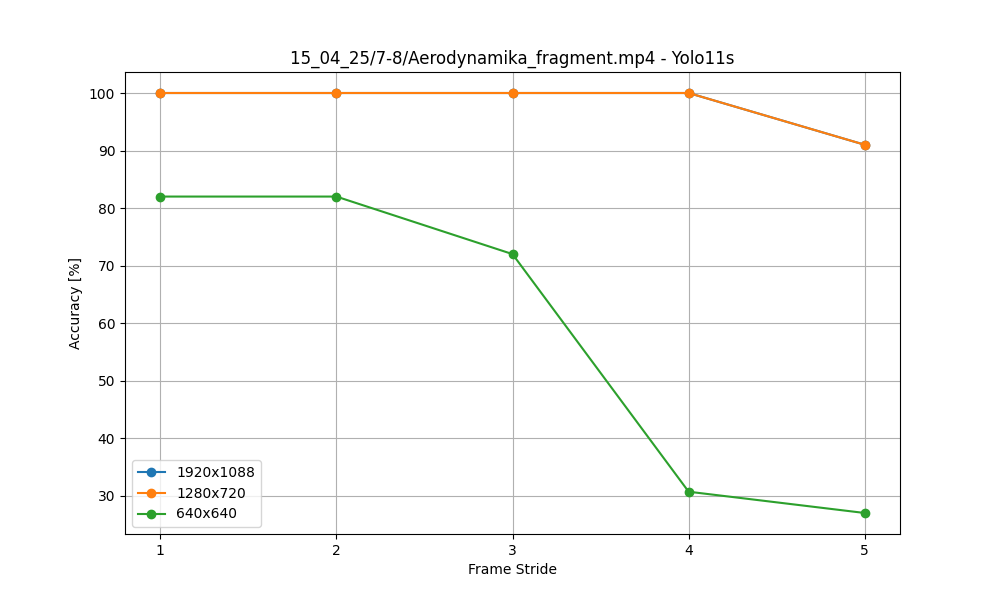 15_04_25/7-8/Aerodynamika_fragment.mp4 - Yolo11s
100
90
80
70
60
50
40
30
Accuracy [%]
1920x1088
1280x720
640x640
1 2 3 4 5
Frame Stride